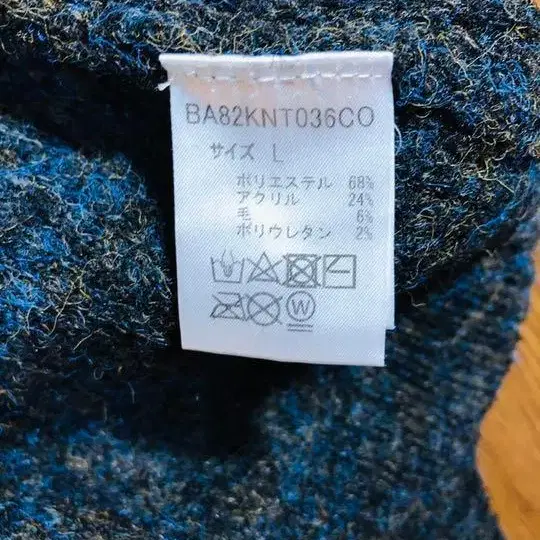 BA82KNT036CO
サイズ L
ポリエステル 68%
アクリル 24%
毛 6%
ポリウレタン 2%
W